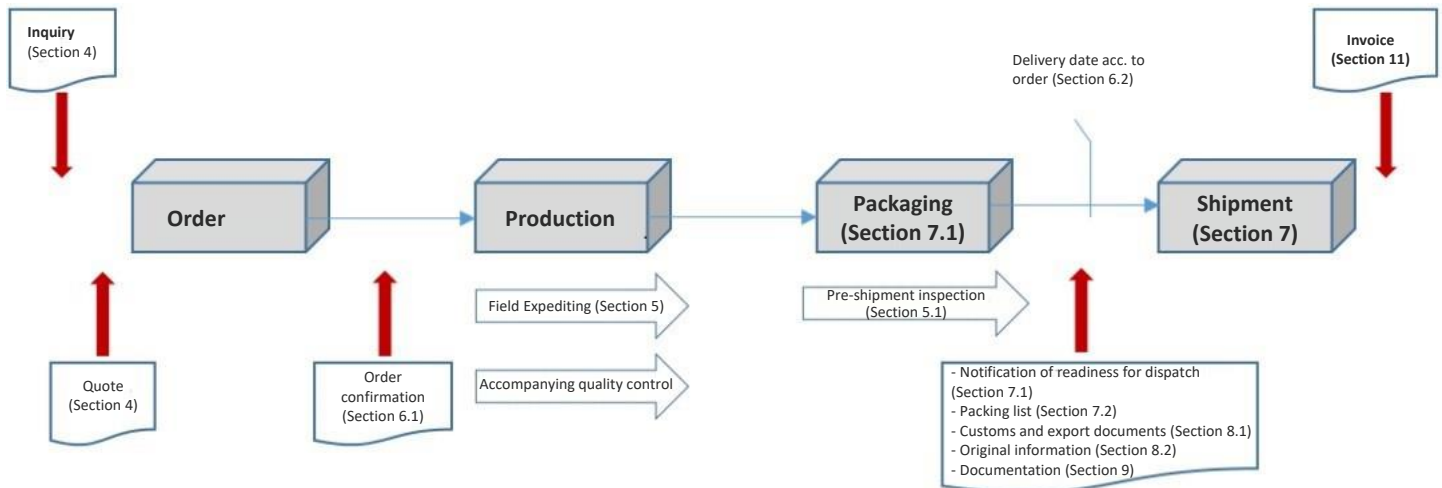 Inquiry
(Section 4)
Delivery date acc. to
order (Section 6.2)
Invoice
(Section 11)
Order
Production
Packaging
(Section 7.1)
Shipment
(Section 7)
Field Expediting (Section 5)
Pre-shipment inspection
(Section 5.1)
Accompanying quality control
Quote
(Section 4)
Order
confirmation
(Section 6.1)
- Notification of readiness for dispatch
(Section 7.1)
- Packing list (Section 7.2)
- Customs and export documents (Section 8.1)
- Original information (Section 8.2)
- Documentation (Section 9)